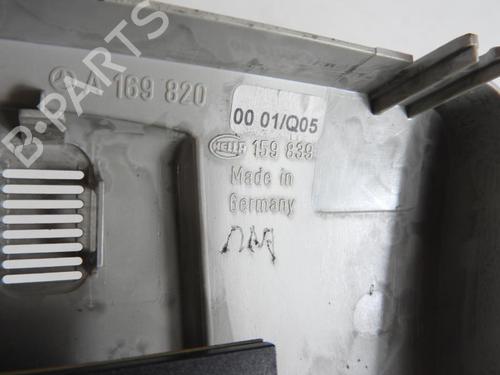 B-PARTS
A 169 820
00 01/Q05
HELLA 159 839
Made in
Germany